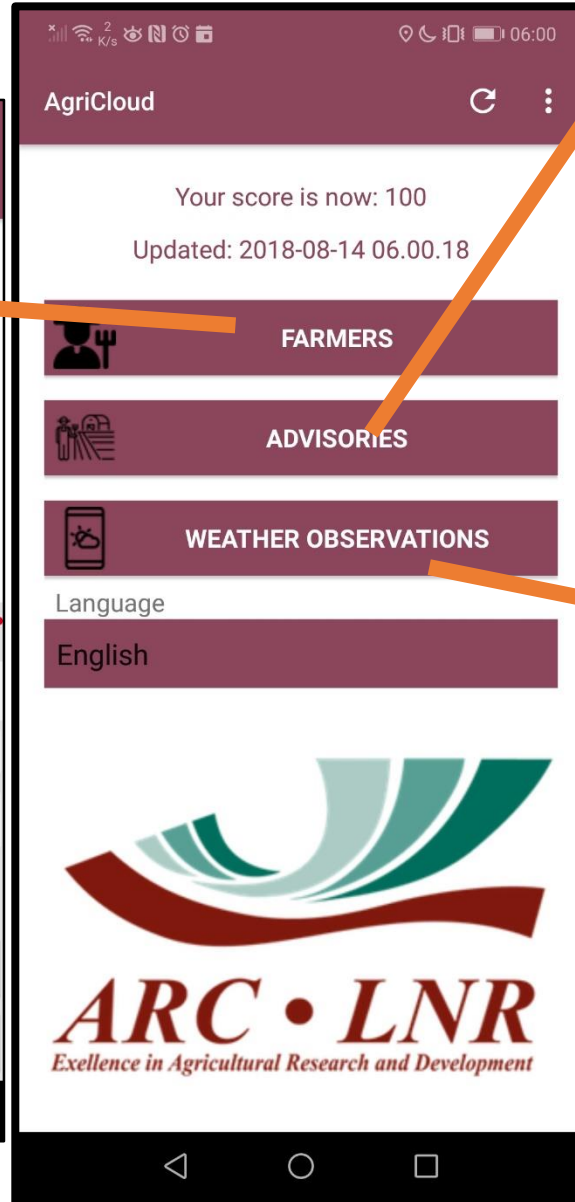 2
K/s
06:00
AgriCloud
Your score is now: 100
Updated: 2018-08-14 06.00.18
FARMERS
ADVISORIES
WEATHER OBSERVATIONS
Language
English
ARC • LNR
Exellence in Agricultural Research and Development